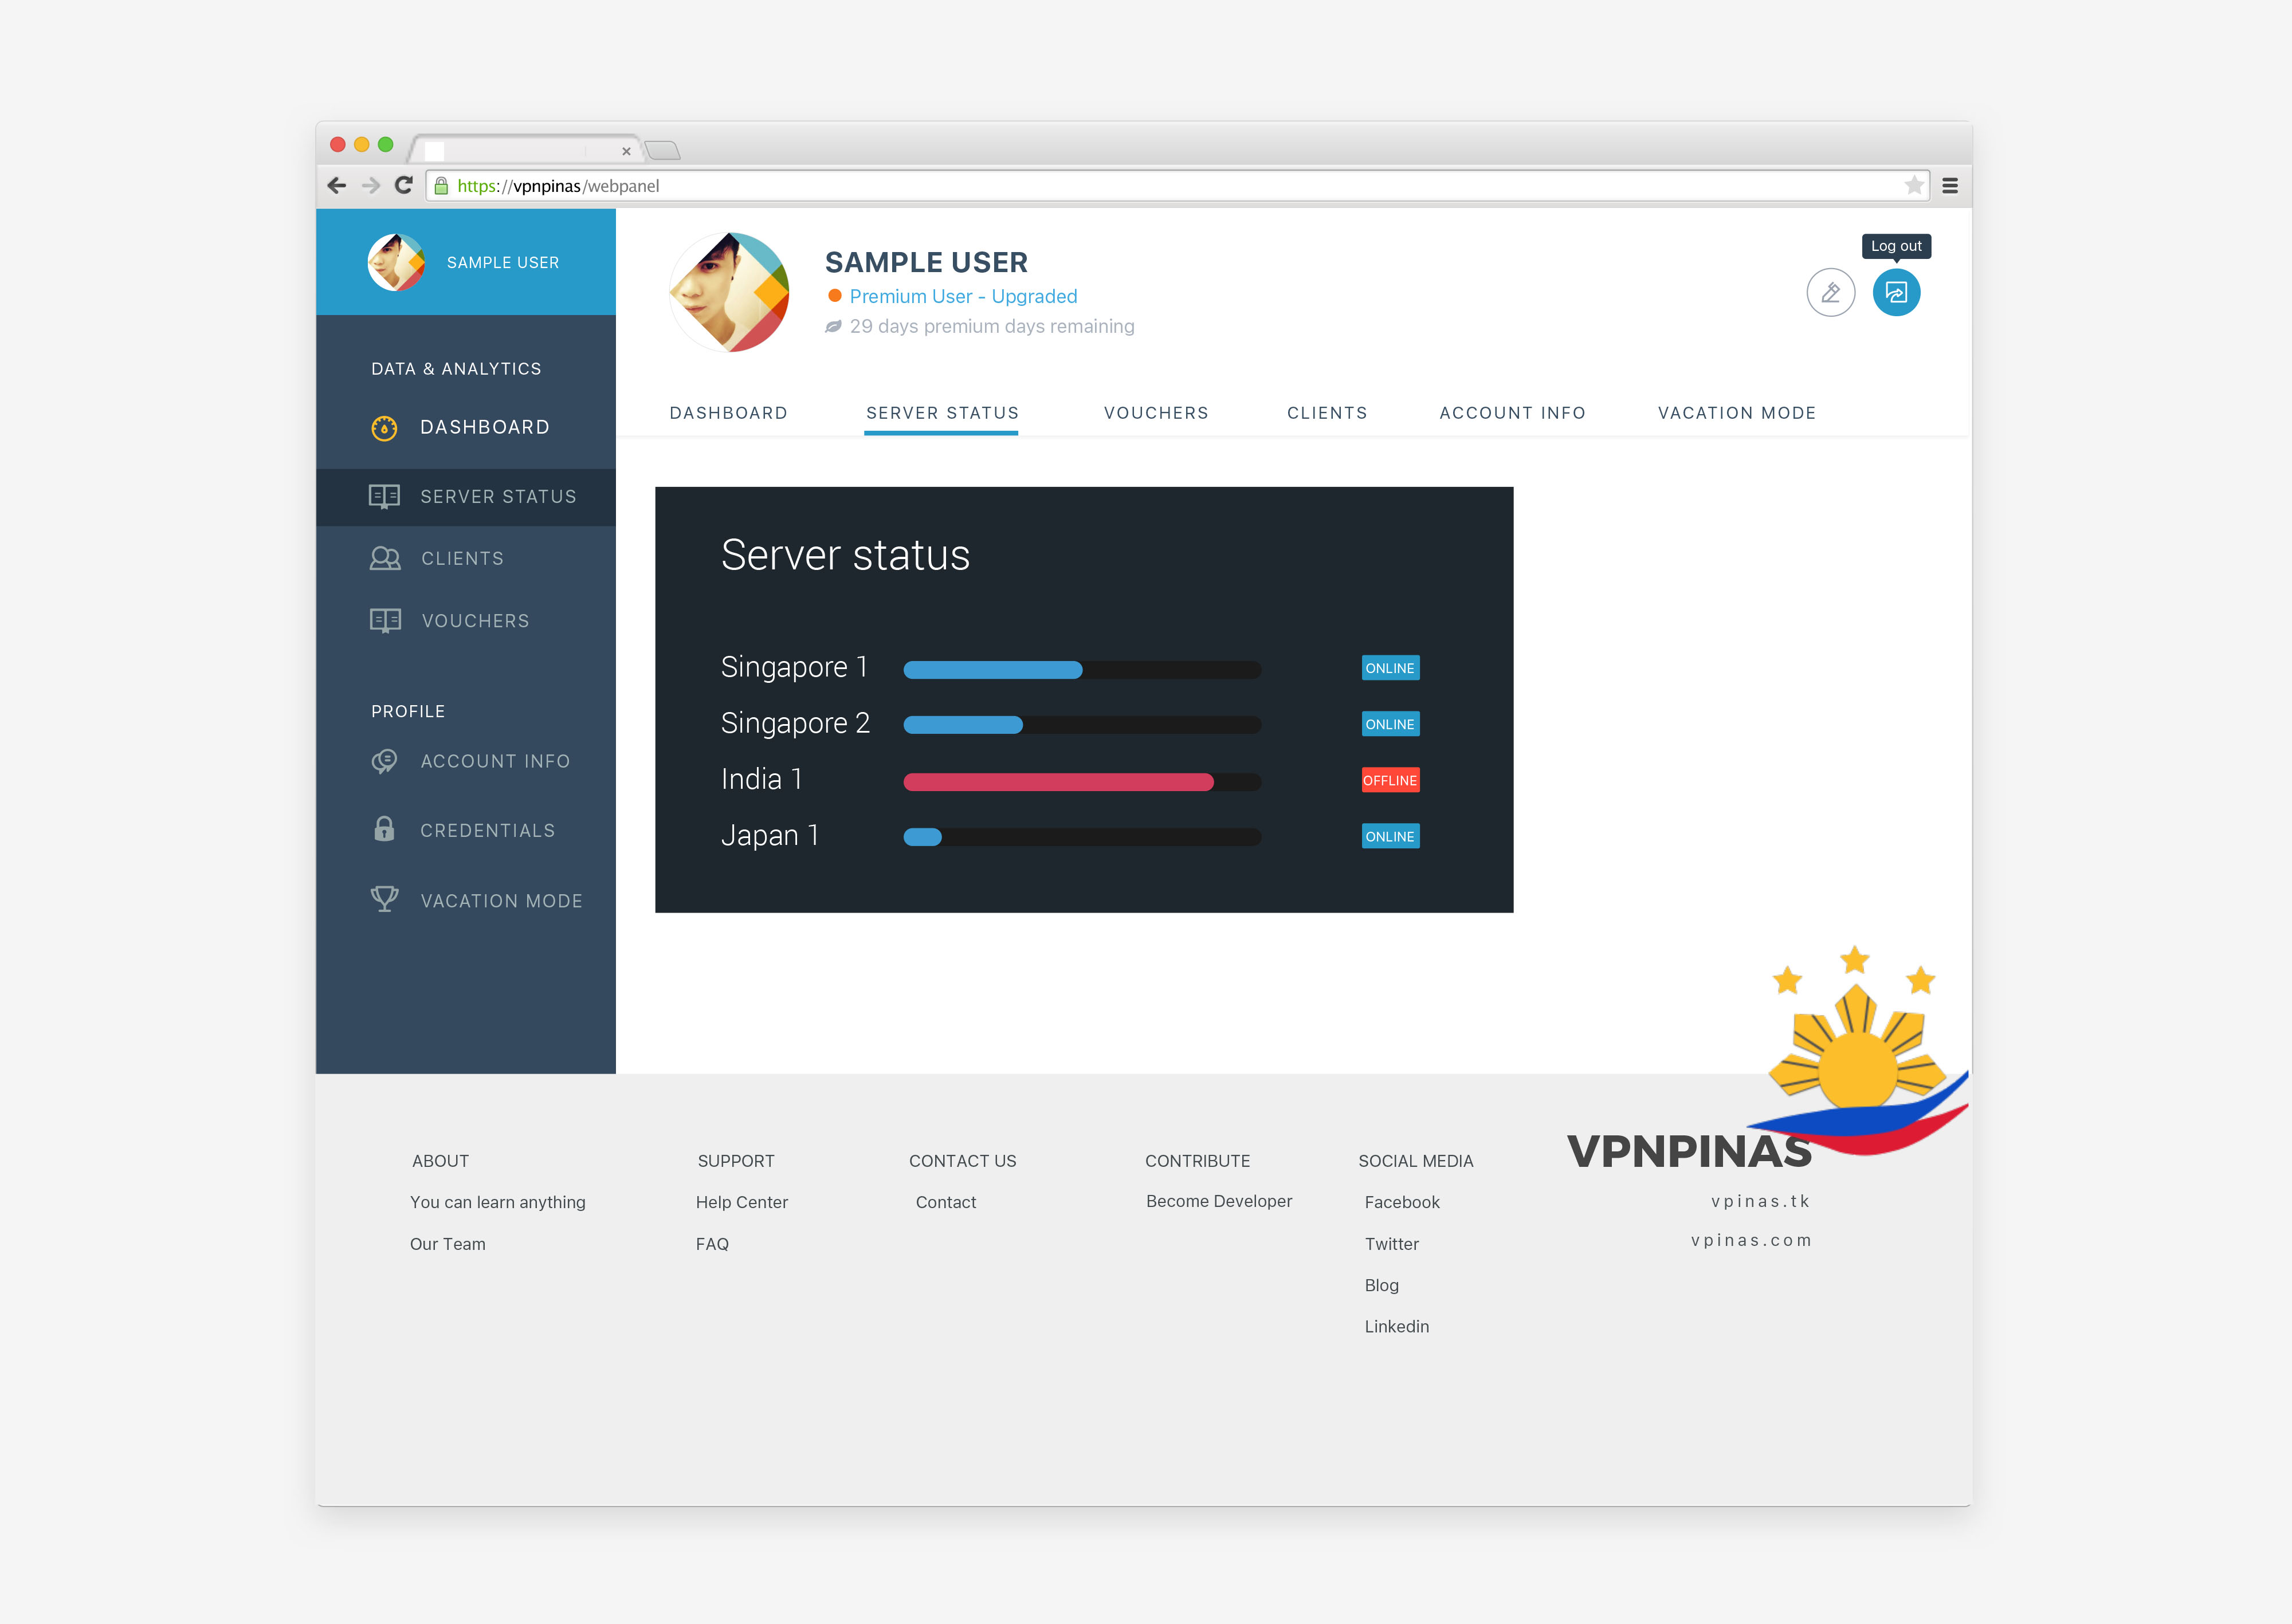 https://vpnpinas/webpanel
SAMPLE USER
DATA & ANALYTICS
DASHBOARD
SERVER STATUS
CLIENTS
VOUCHERS
PROFILE
ACCOUNT INFO
CREDENTIALS
VACATION MODE
SAMPLE USER
Premium User - Upgraded
29 days premium days remaining
Log out
DASHBOARD SERVER STATUS VOUCHERS CLIENTS ACCOUNT INFO VACATION MODE
Server status
Singapore 1 ONLINE
Singapore 2 ONLINE
India 1 OFFLINE
Japan 1 ONLINE
ABOUT
You can learn anything
Our Team
SUPPORT
Help Center
FAQ
CONTACT US
Contact
CONTRIBUTE
Become Developer
SOCIAL MEDIA
Facebook
Twitter
Blog
Linkedin
VPNPINAS
vpinas.tk
vpinas.com